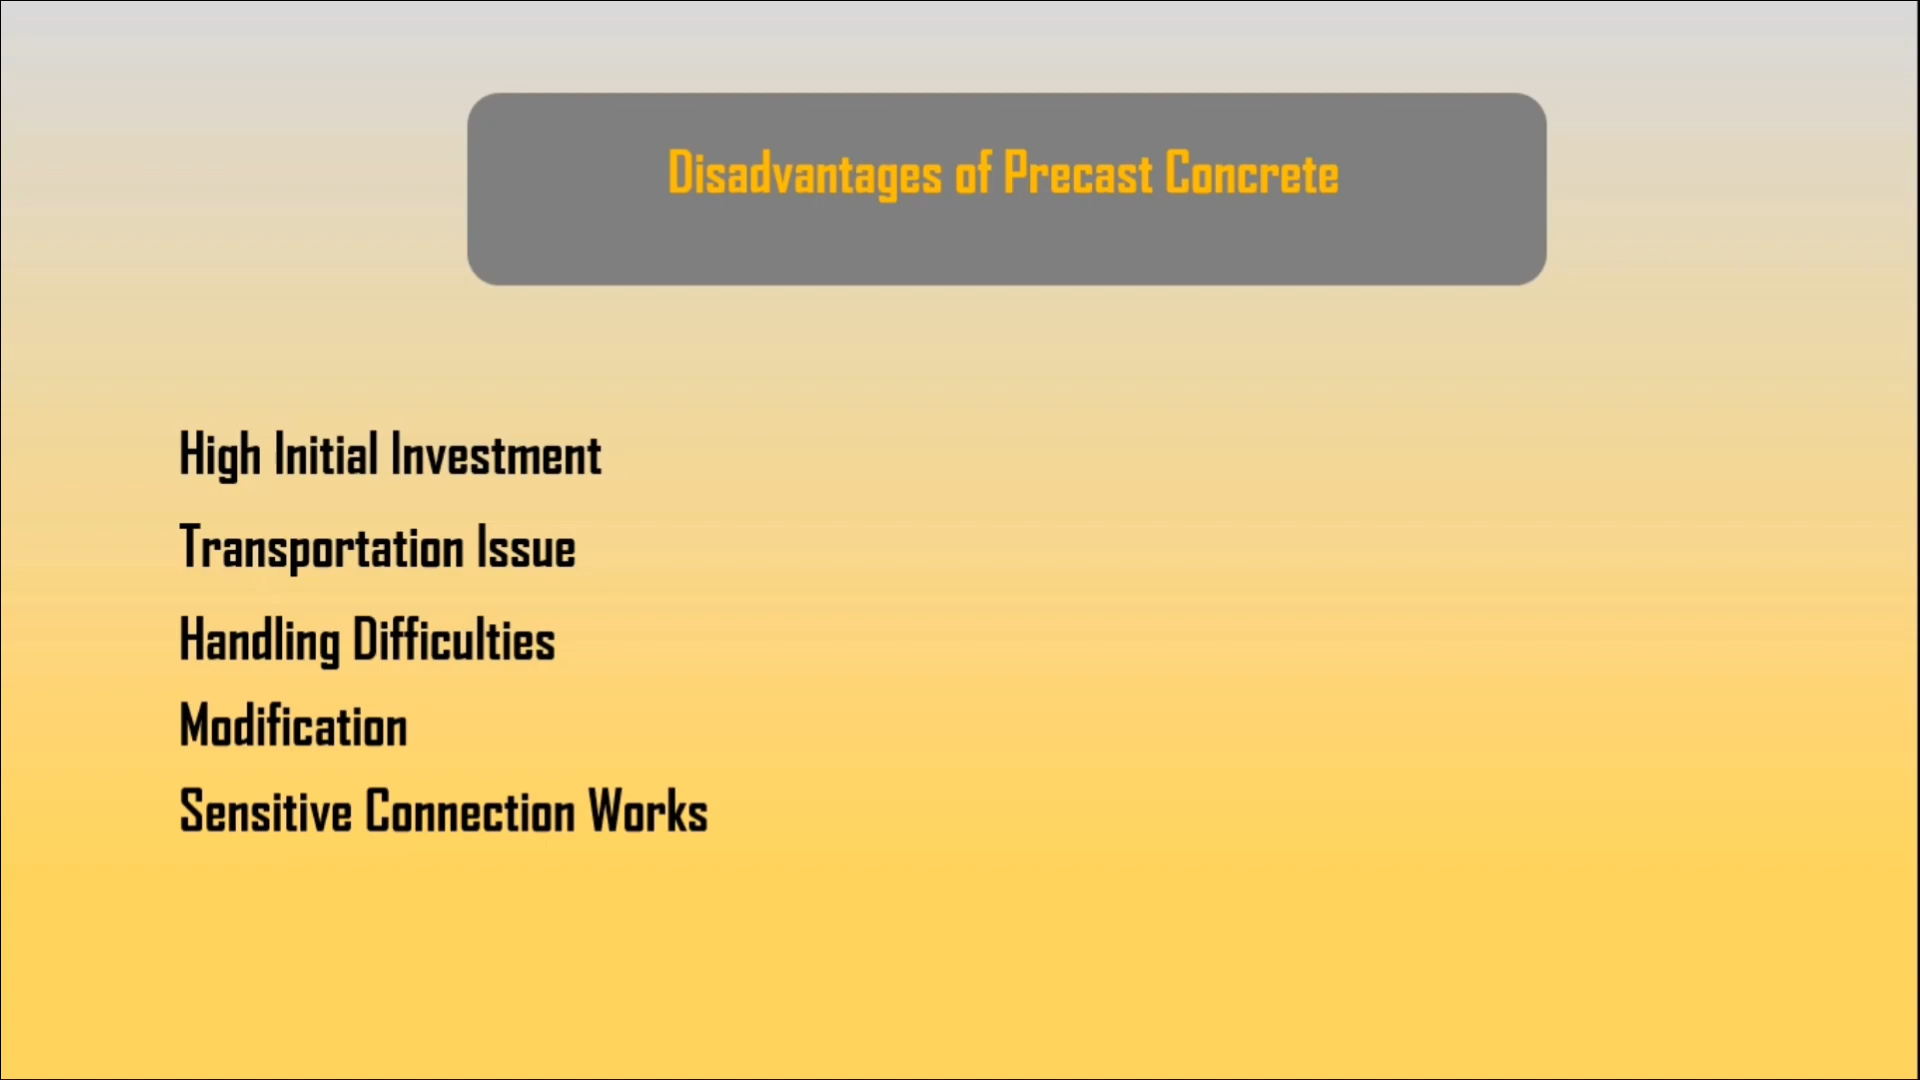 Disadvantages of Precast Concrete
High Initial Investment
Transportation Issue
Handling Difficulties
Modification
Sensitive Connection Works